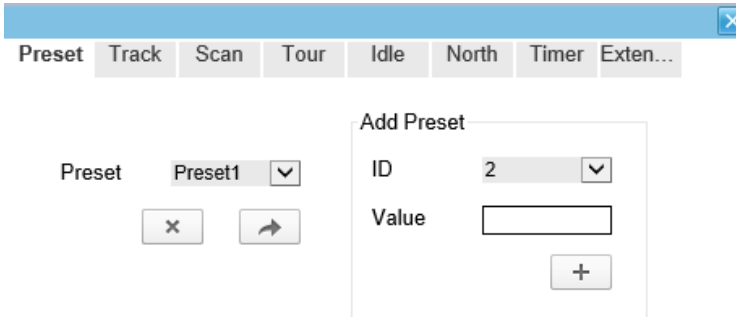 Preset Track Scan Tour Idle North Timer Exten...
Add Preset
Preset Preset1 ID 2
Value